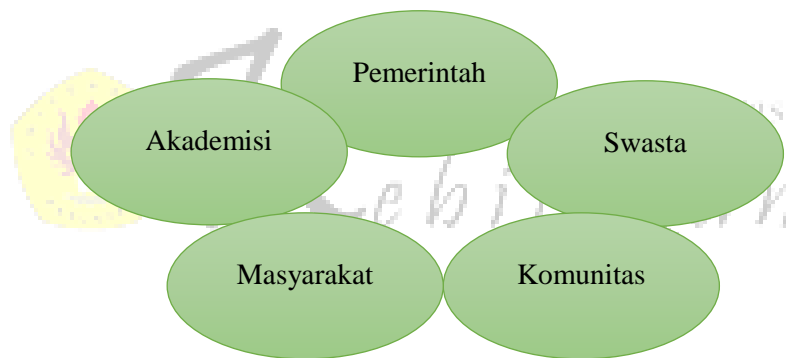 Pemerintah
Akademisi
Swasta
Masyarakat
Komunitas